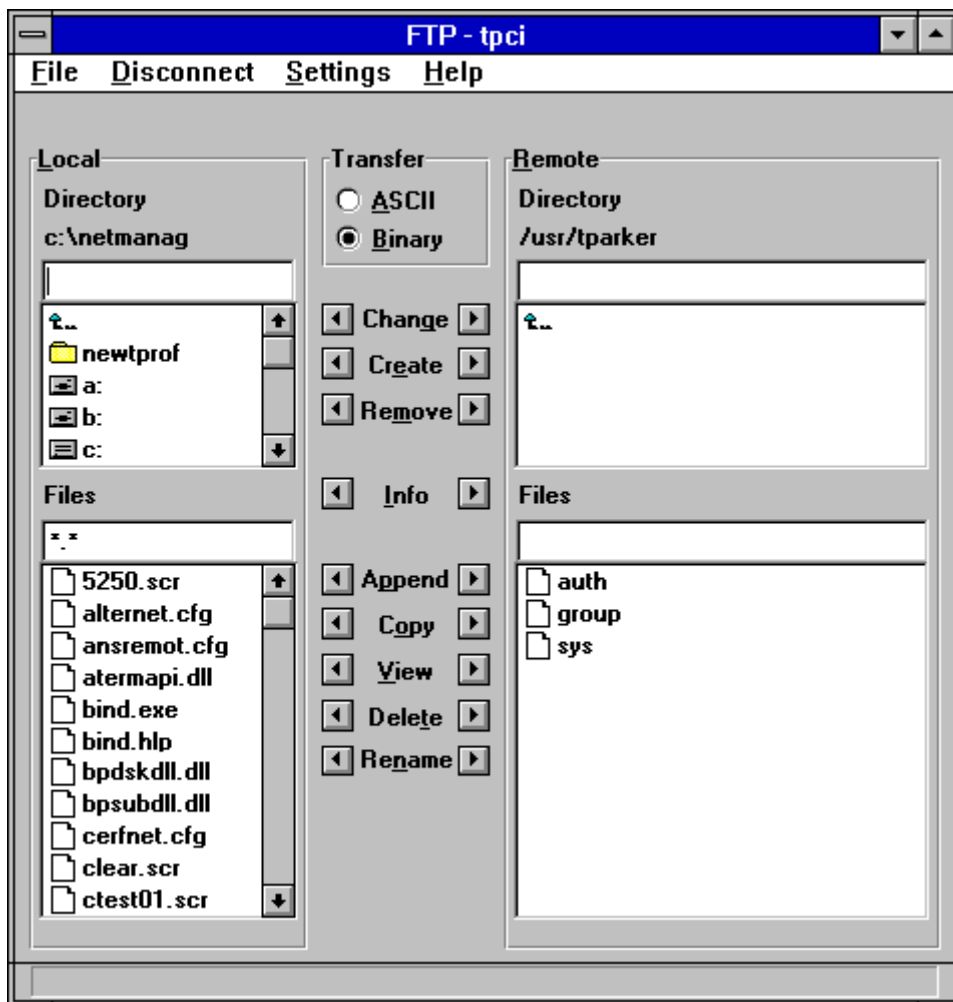 FTP - tpci
File Disconnect Settings Help
Local
Directory
c:\netmanag
newtprof
a:
b:
c:
Files
*.*
5250.scr
alternet.cfg
ansremot.cfg
atermapi.dll
bind.exe
bind.hlp
bpdskdll.dll
bpsubdll.dll
cerfnet.cfg
clear.scr
ctest01.scr
Transfer
ASCII
Binary
Change
Create
Remove
Info
Append
Copy
View
Delete
Rename
Remote
Directory
/usr/tparker
Files
auth
group
sys